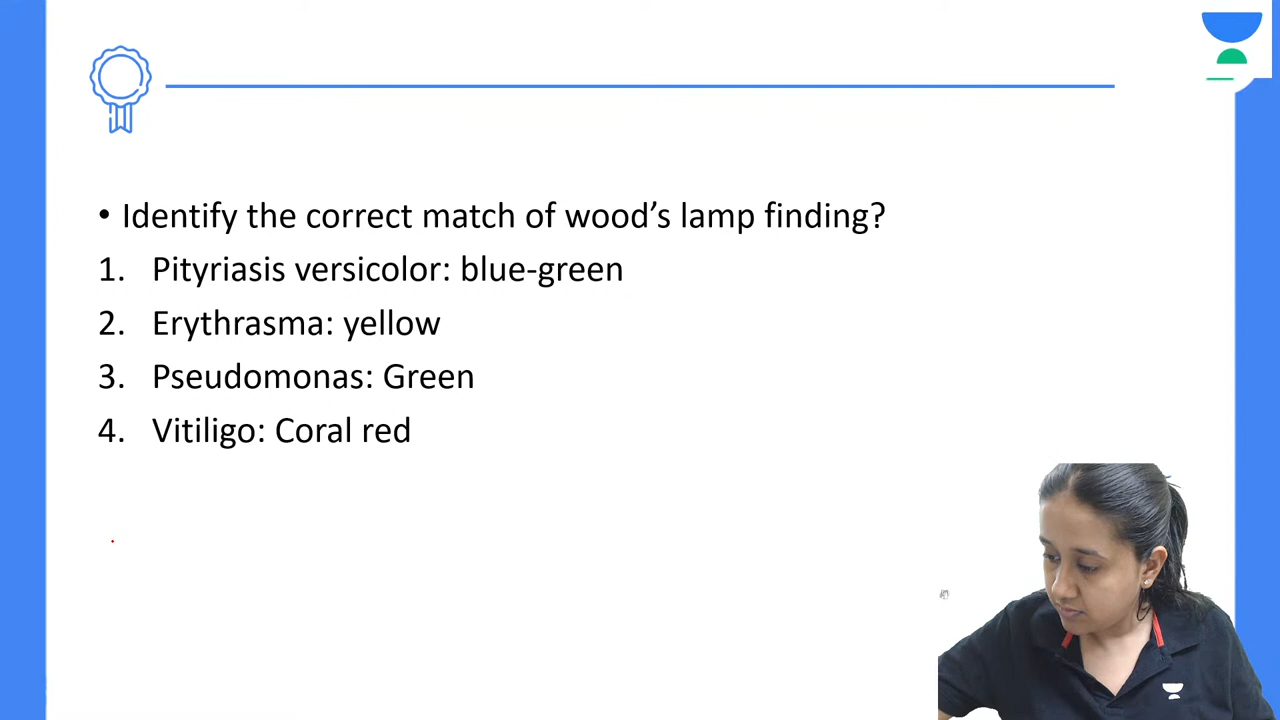 • Identify the correct match of wood’s lamp finding?
1. Pityriasis versicolor: blue-green
2. Erythrasma: yellow
3. Pseudomonas: Green
4. Vitiligo: Coral red